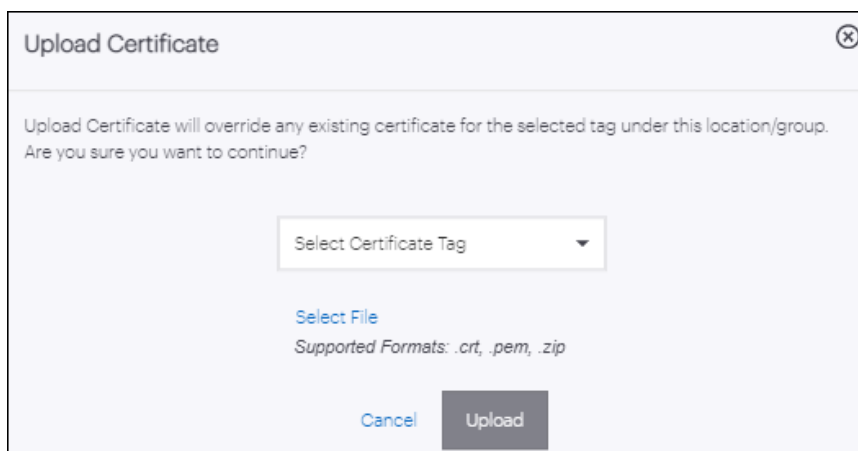 Upload Certificate
Upload Certificate will override any existing certificate for the selected tag under this location/group.
Are you sure you want to continue?
Select Certificate Tag
Select File
Supported Formats: .crt, .pem, .zip
Cancel Upload